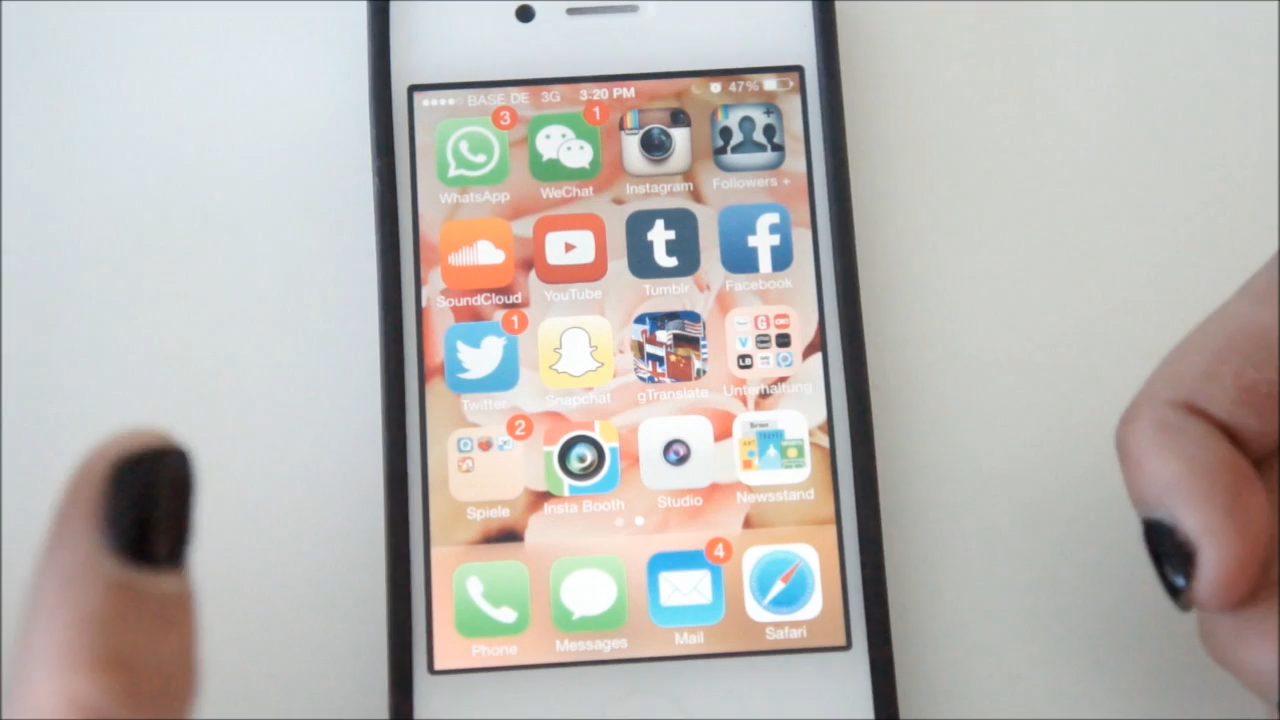 BASE DE 3G 3:20 PM 47%
3 1
WhatsApp WeChat Instagram Followers +
t f
SoundCloud YouTube Tumblr Facebook
1
Twitter Snapchat gTranslate Unterhaltung
2
Spiele Insta Booth Studio Newsstand
4
Phone Messages Mail Safari